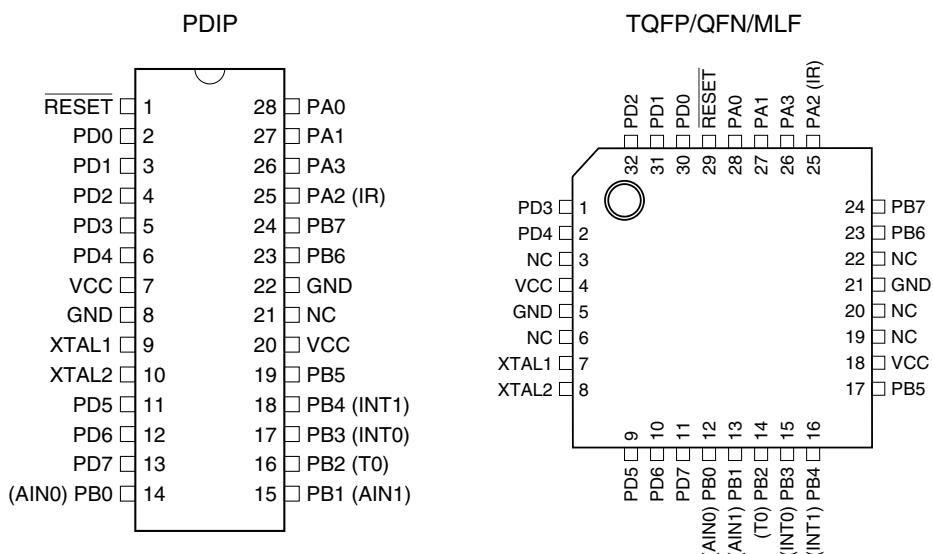 PDIP
RESET 1 28 PA0
PD0 2 27 PA1
PD1 3 26 PA3
PD2 4 25 PA2 (IR)
PD3 5 24 PB7
PD4 6 23 PB6
VCC 7 22 GND
GND 8 21 NC
XTAL1 9 20 VCC
XTAL2 10 19 PB5
PD5 11 18 PB4 (INT1)
PD6 12 17 PB3 (INT0)
PD7 13 16 PB2 (T0)
(AIN0) PB0 14 15 PB1 (AIN1)
TQFP/QFN/MLF
PD2 PD1 PD0 RESET PA0 PA1 PA3 PA2 (IR)
32 31 30 29 28 27 26 25
PD3 1 24 PB7
PD4 2 23 PB6
NC 3 22 NC
VCC 4 21 GND
GND 5 20 NC
NC 6 19 NC
XTAL1 7 18 VCC
XTAL2 8 17 PB5
9 10 11 12 13 14 15 16
PD5 PD6 PD7 (AIN0) PB0 (AIN1) PB1 (T0) PB2 (INT0) PB3 (INT1) PB4